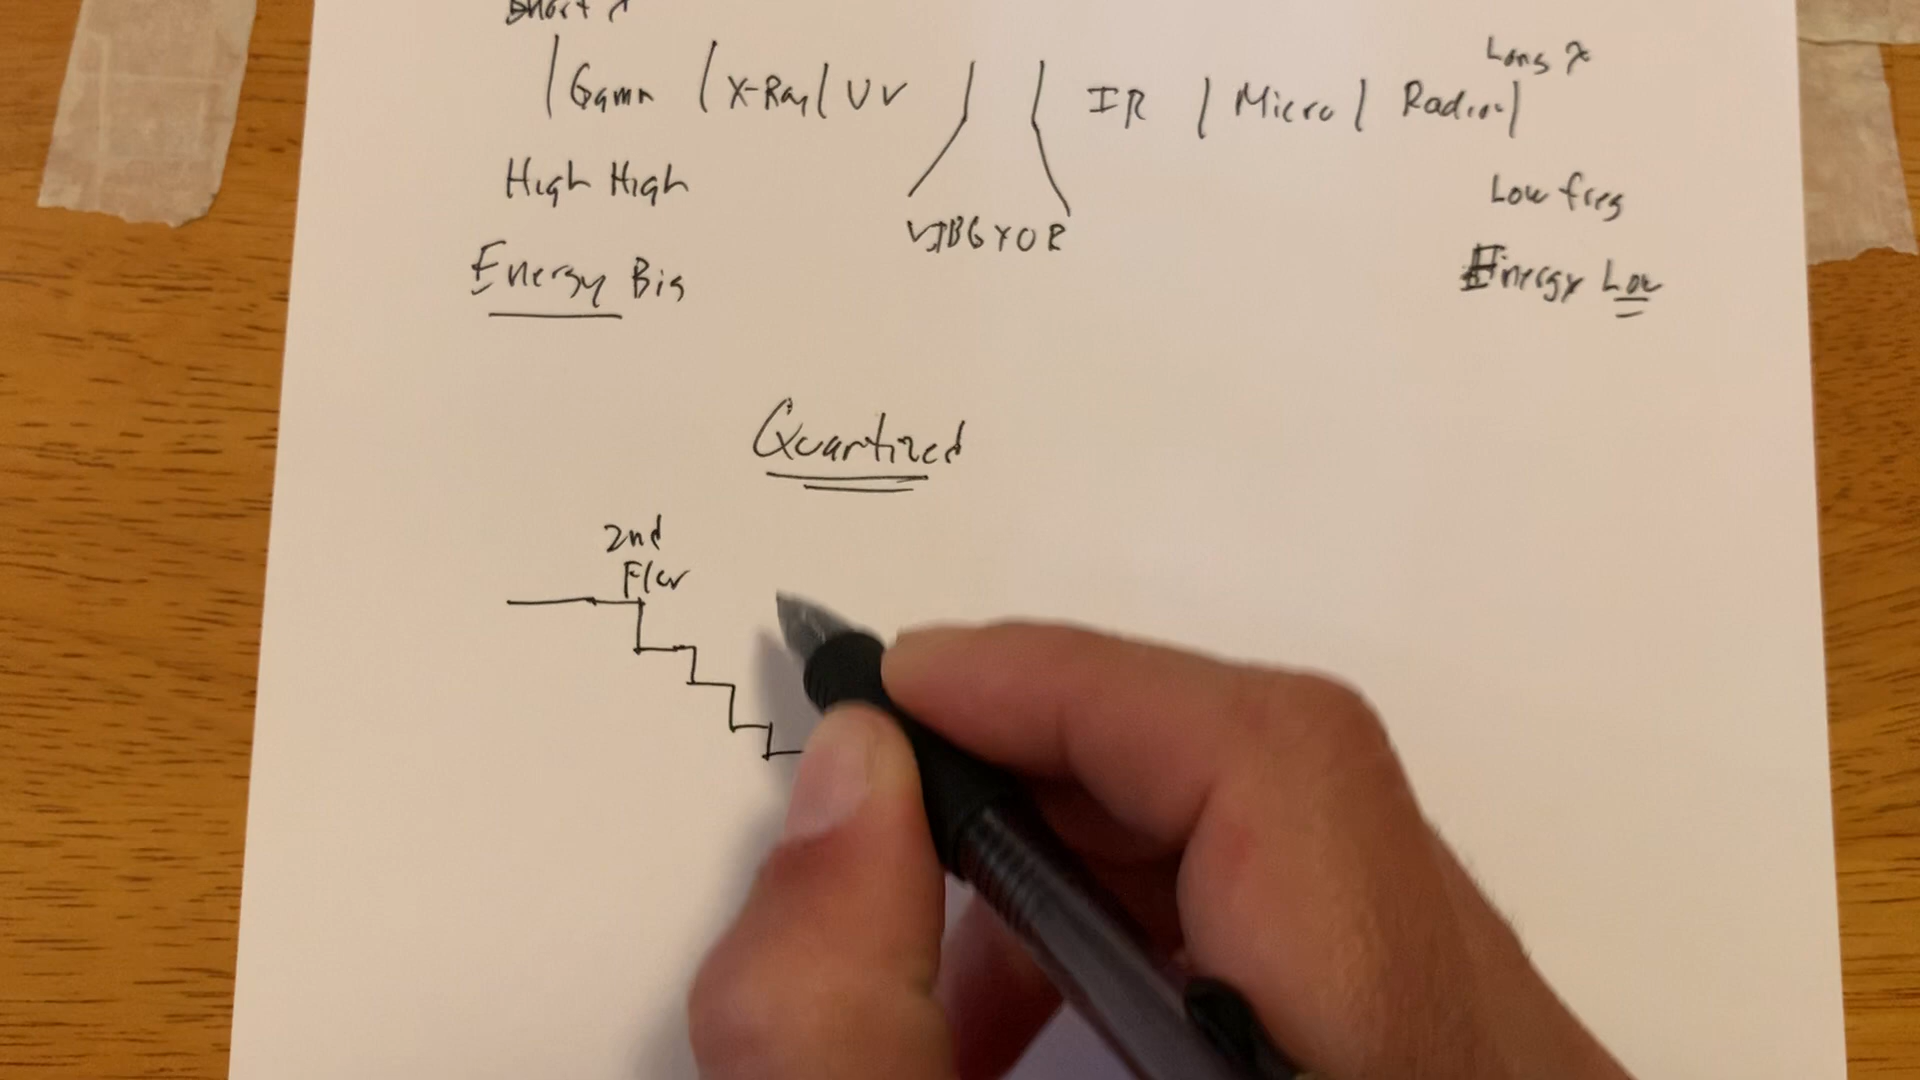 Short λ
Long λ
| Gamm | X-Ray | UV | | IR | Micro | Radio |
High High
Low freq
VIBGYOR
Energy Big
Energy Low
Quantized
2nd
Flor